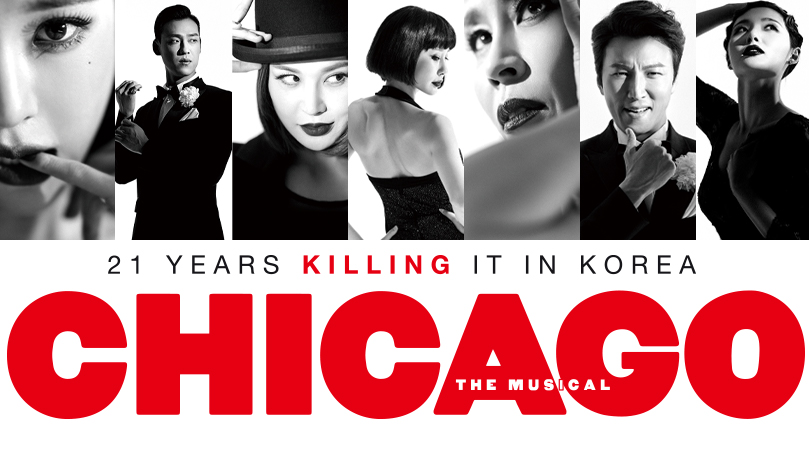 21 YEARS KILLING IT IN KOREA
CHICAGO
THE MUSICAL